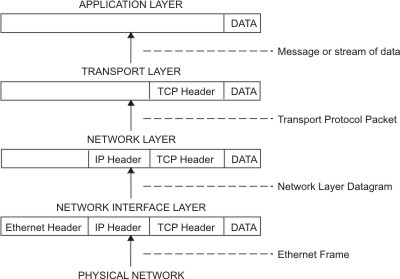 APPLICATION LAYER
DATA
Message or stream of data
TRANSPORT LAYER
TCP Header DATA
Transport Protocol Packet
NETWORK LAYER
IP Header TCP Header DATA
Network Layer Datagram
NETWORK INTERFACE LAYER
Ethernet Header IP Header TCP Header DATA
Ethernet Frame
PHYSICAL NETWORK